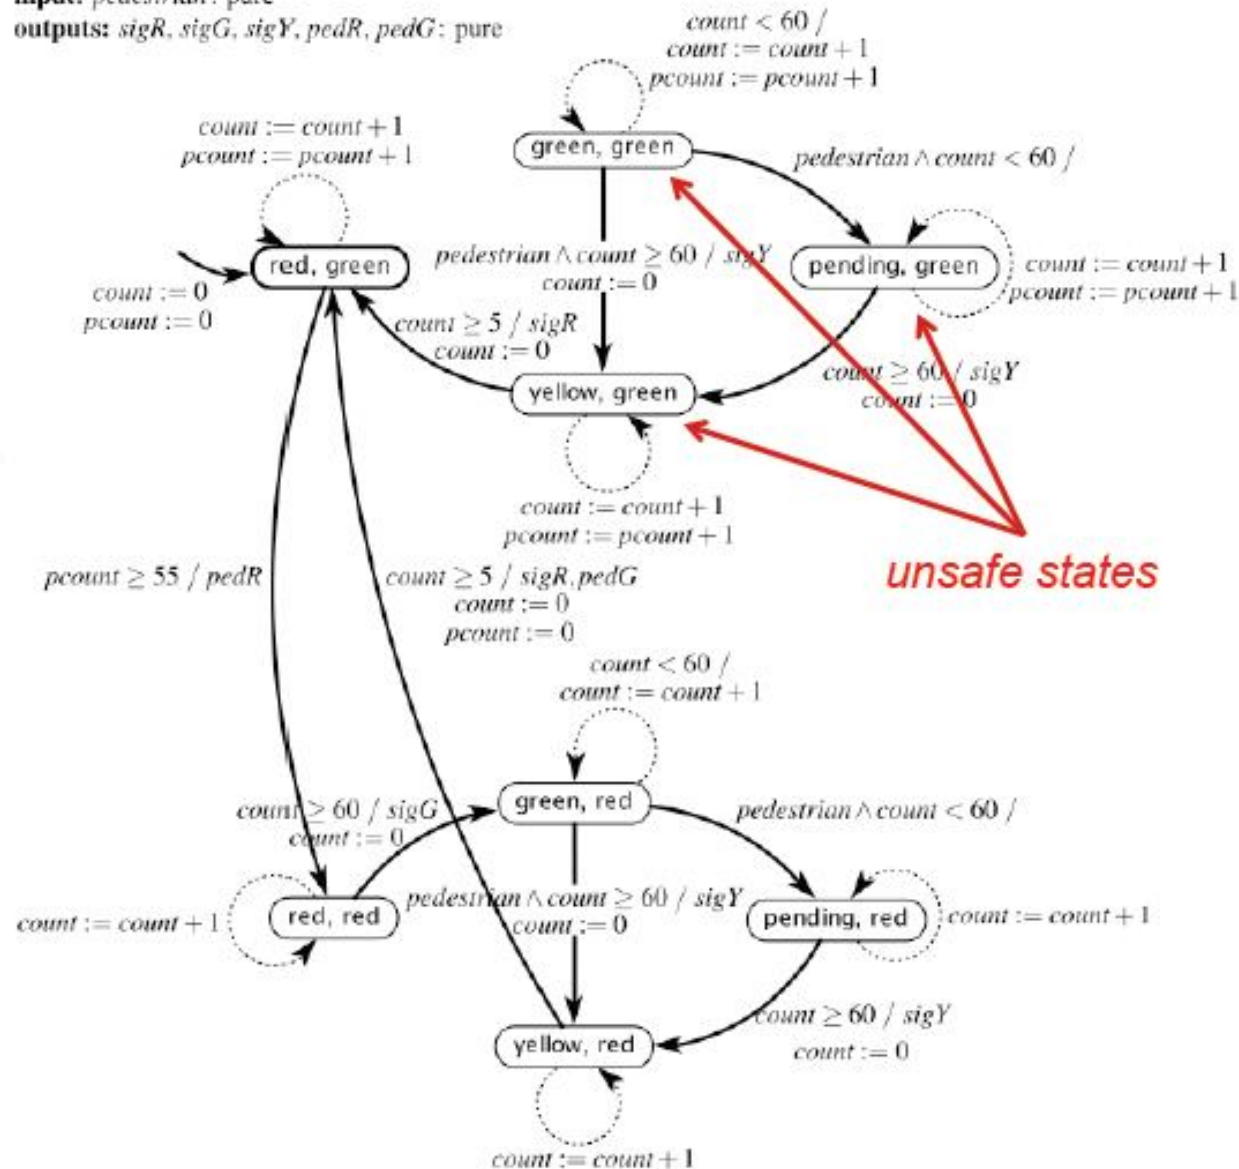 input: pedestrian: pure
outputs: sigR, sigG, sigY, pedR, pedG: pure
count < 60 /
count := count + 1
pcount := pcount + 1
count := count + 1
pcount := pcount + 1
green, green
pedestrian ∧ count < 60 /
red, green
pedestrian ∧ count ≥ 60 / sigY
count := 0
pending, green
count := count + 1
pcount := pcount + 1
count := 0
pcount := 0
count ≥ 5 / sigR
count := 0
yellow, green
count ≥ 60 / sigY
count := 0
count := count + 1
pcount := pcount + 1
unsafe states
pcount ≥ 55 / pedR
count ≥ 5 / sigR, pedG
count := 0
pcount := 0
count < 60 /
count := count + 1
green, red
count ≥ 60 / sigG
count := 0
pedestrian ∧ count < 60 /
count := count + 1
red, red
pedestrian ∧ count ≥ 60 / sigY
count := 0
pending, red
count := count + 1
yellow, red
count ≥ 60 / sigY
count := 0
count := count + 1